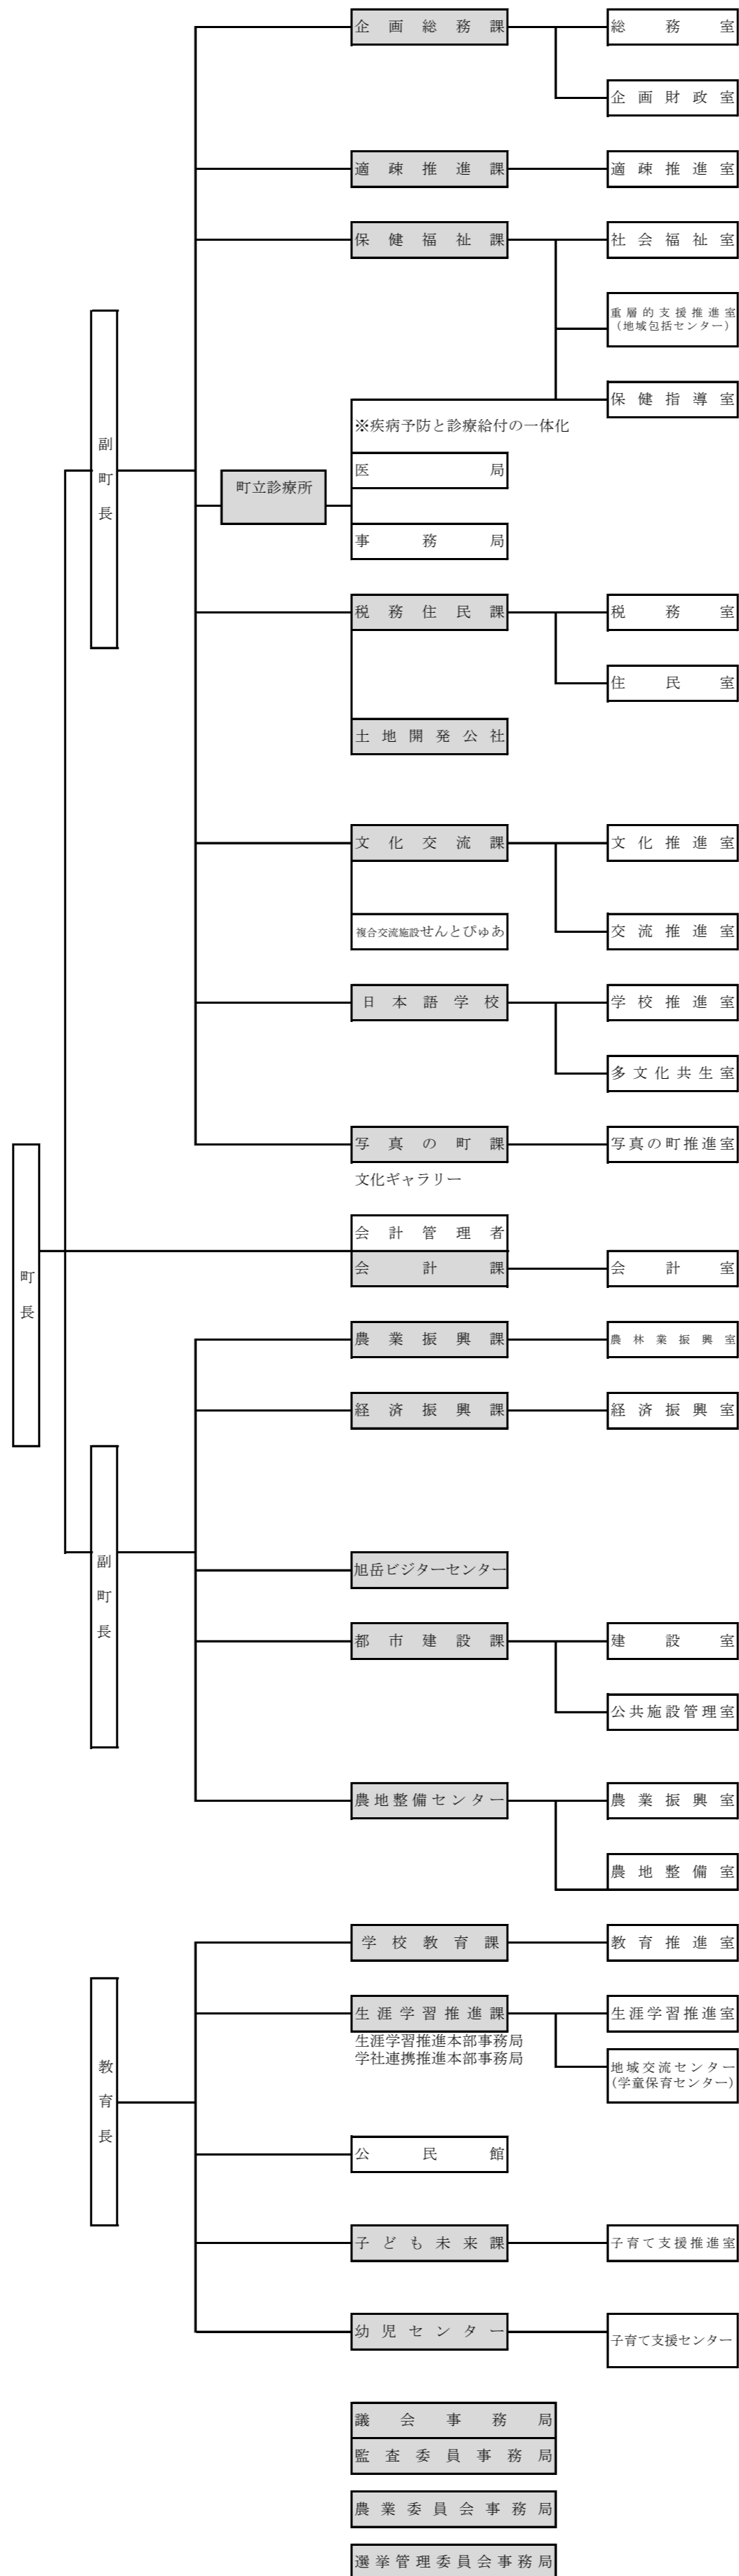 企画総務課
総務室
企画財政室
適疎推進課
適疎推進室
保健福祉課
社会福祉室
重層的支援推進室
(地域包括センター)
保健指導室
※疾病予防と診療給付の一体化
副町長
医局
町立診療所
事務局
税務住民課
税務室
住民室
土地開発公社
文化交流課
文化推進室
複合交流施設せんとぴゅあ
交流推進室
日本語学校
学校推進室
多文化共生室
写真の町課
写真の町推進室
文化ギャラリー
会計管理者
町長
会計課
会計室
農業振興課
農林業振興室
経済振興課
経済振興室
副町長
旭岳ビジターセンター
都市建設課
建設室
公共施設管理室
農地整備センター
農業振興室
農地整備室
学校教育課
教育推進室
生涯学習推進課
生涯学習推進室
生涯学習推進本部事務局
学社連携推進本部事務局
地域交流センター
(学童保育センター)
教育長
公民館
子ども未来課
子育て支援推進室
幼児センター
子育て支援センター
議会事務局
監査委員事務局
農業委員会事務局
選挙管理委員会事務局